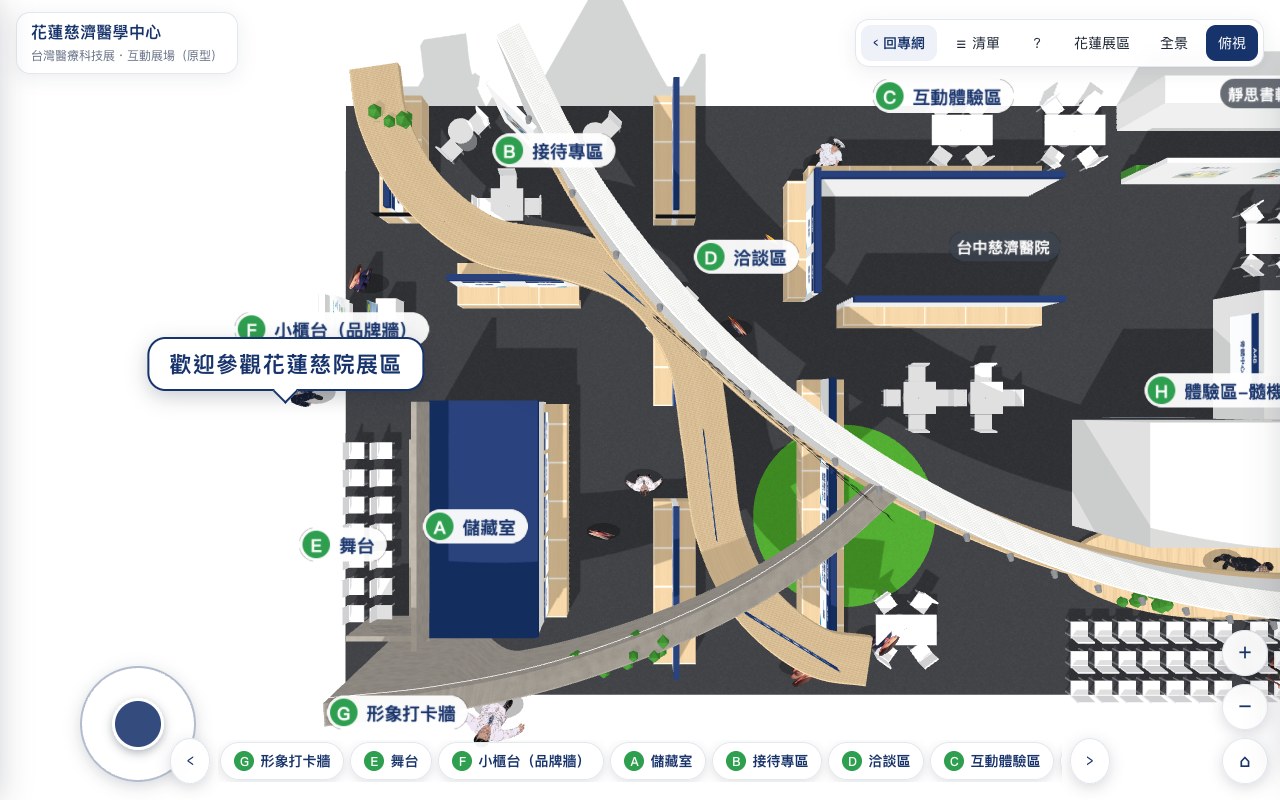 花蓮慈濟醫學中心
台灣醫療科技展・互動展場（原型）
‹ 回專網
≡ 清單
?
花蓮展區
全景
俯視
C 互動體驗區
靜思書
B 接待專區
D 洽談區
台中慈濟醫院
F 小櫃台（品牌牆）
歡迎參觀花蓮慈院展區
H 體驗區–髓機
A 儲藏室
E 舞台
G 形象打卡牆
+
−
<
G 形象打卡牆
E 舞台
F 小櫃台（品牌牆）
A 儲藏室
B 接待專區
D 洽談區
C 互動體驗區
>
⌂